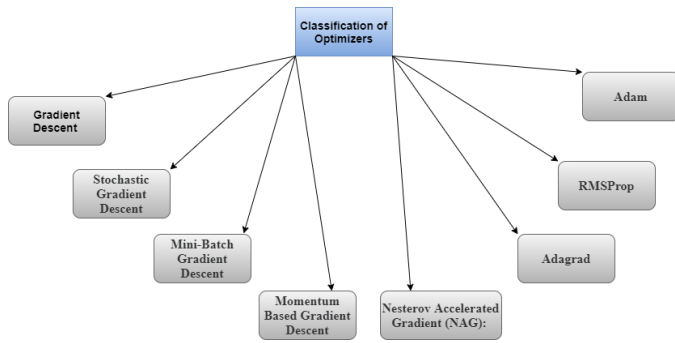 Classification of
Optimizers
Gradient
Descent
Stochastic
Gradient
Descent
Mini-Batch
Gradient
Descent
Momentum
Based Gradient
Descent
Nesterov Accelerated
Gradient (NAG):
Adagrad
RMSProp
Adam